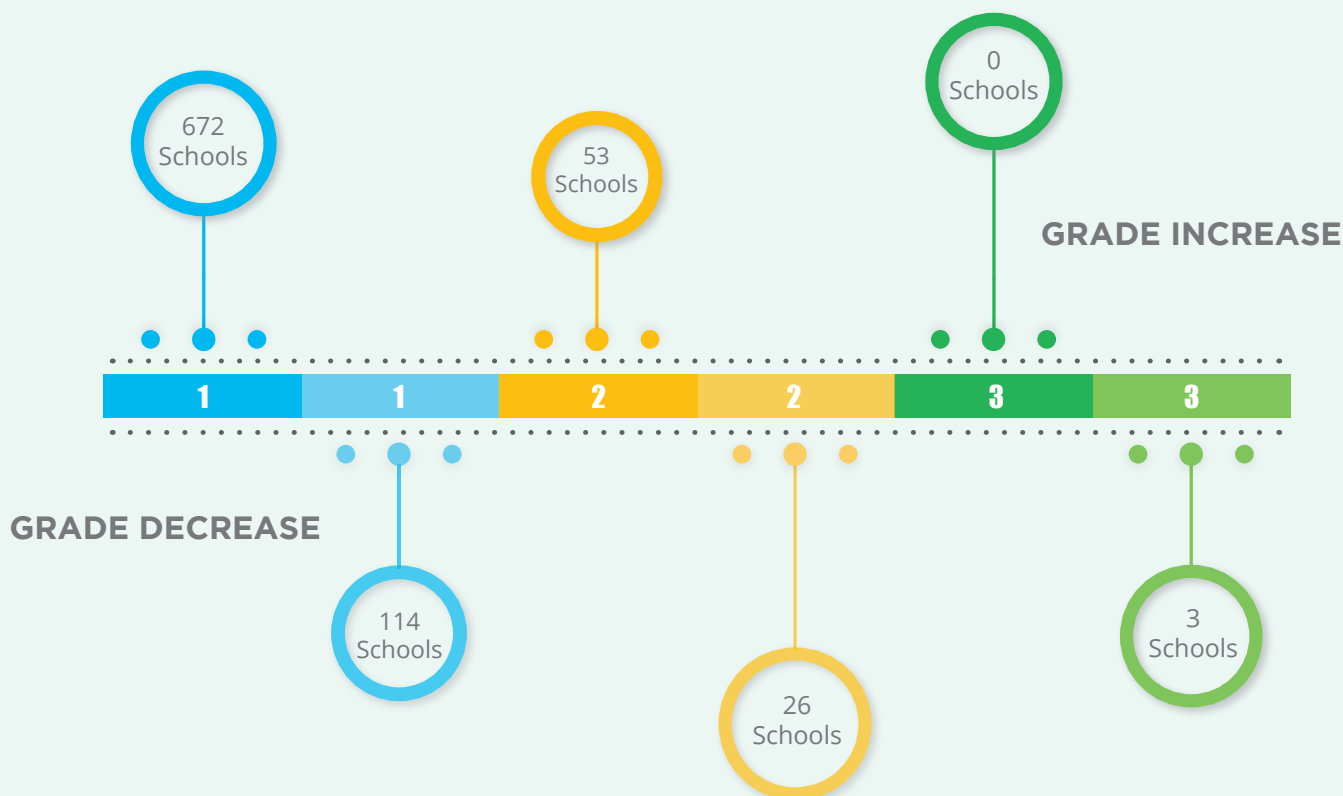 0
Schools
672
Schools
53
Schools
GRADE INCREASE
1 1 2 2 3 3
GRADE DECREASE
114
Schools
3
Schools
26
Schools